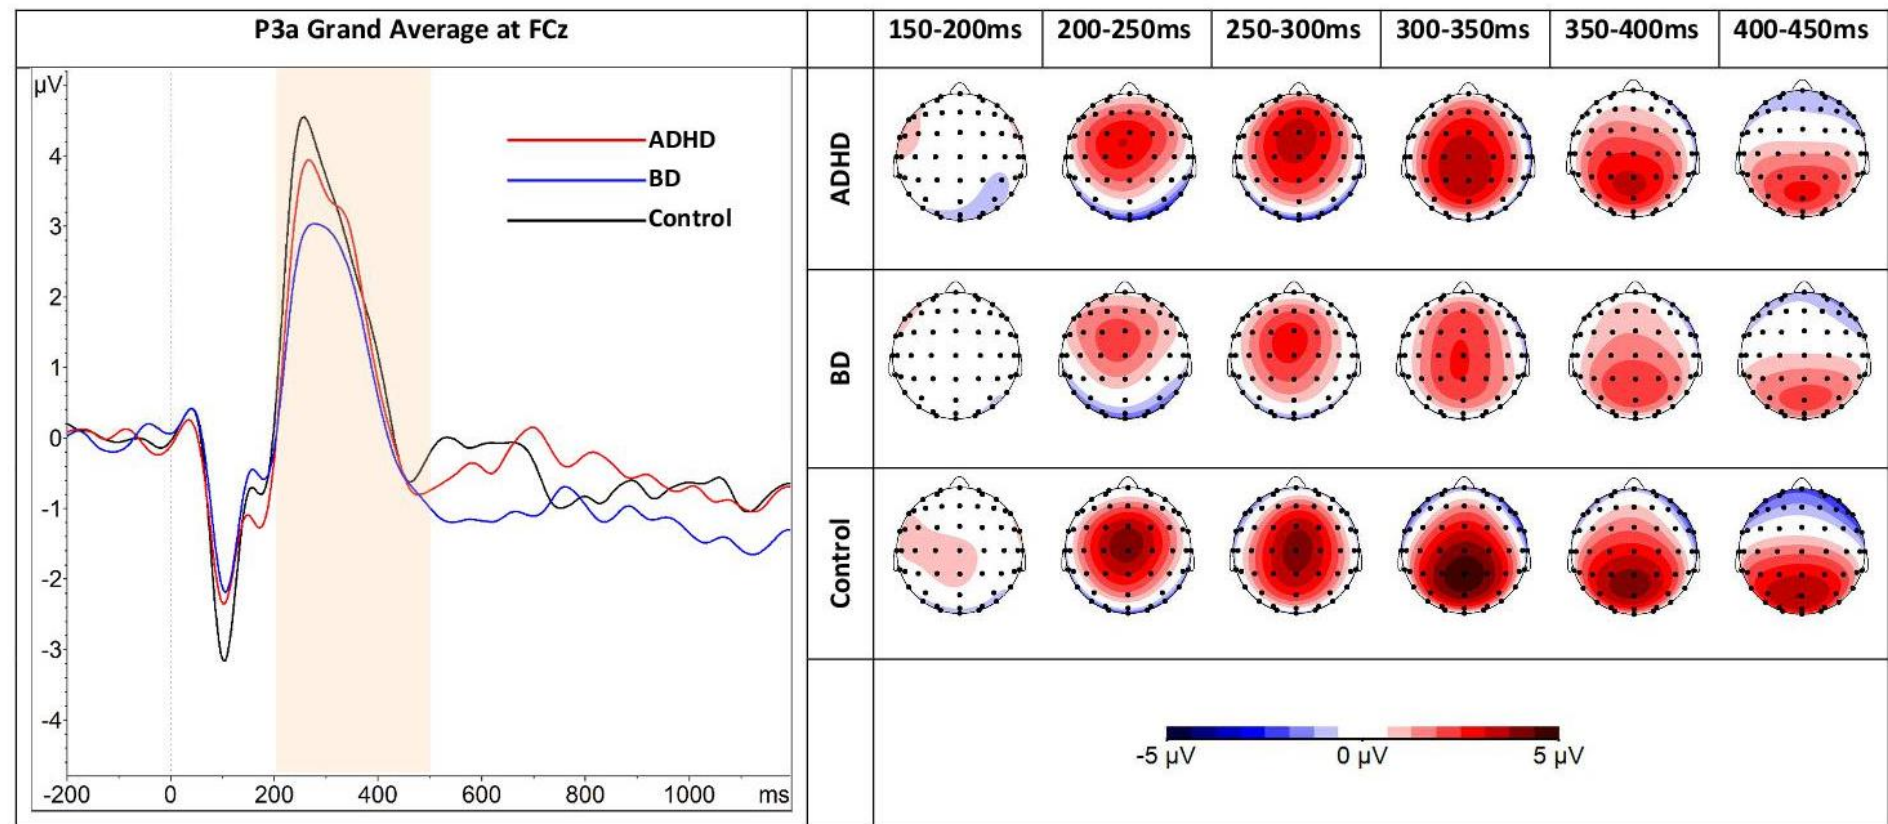 P3a Grand Average at FCz
150-200ms 200-250ms 250-300ms 300-350ms 350-400ms 400-450ms
µV
4
3
2
1
0
-1
-2
-3
-4
-200 0 200 400 600 800 1000 ms
ADHD
BD
Control
ADHD
BD
Control
-5 µV 0 µV 5 µV